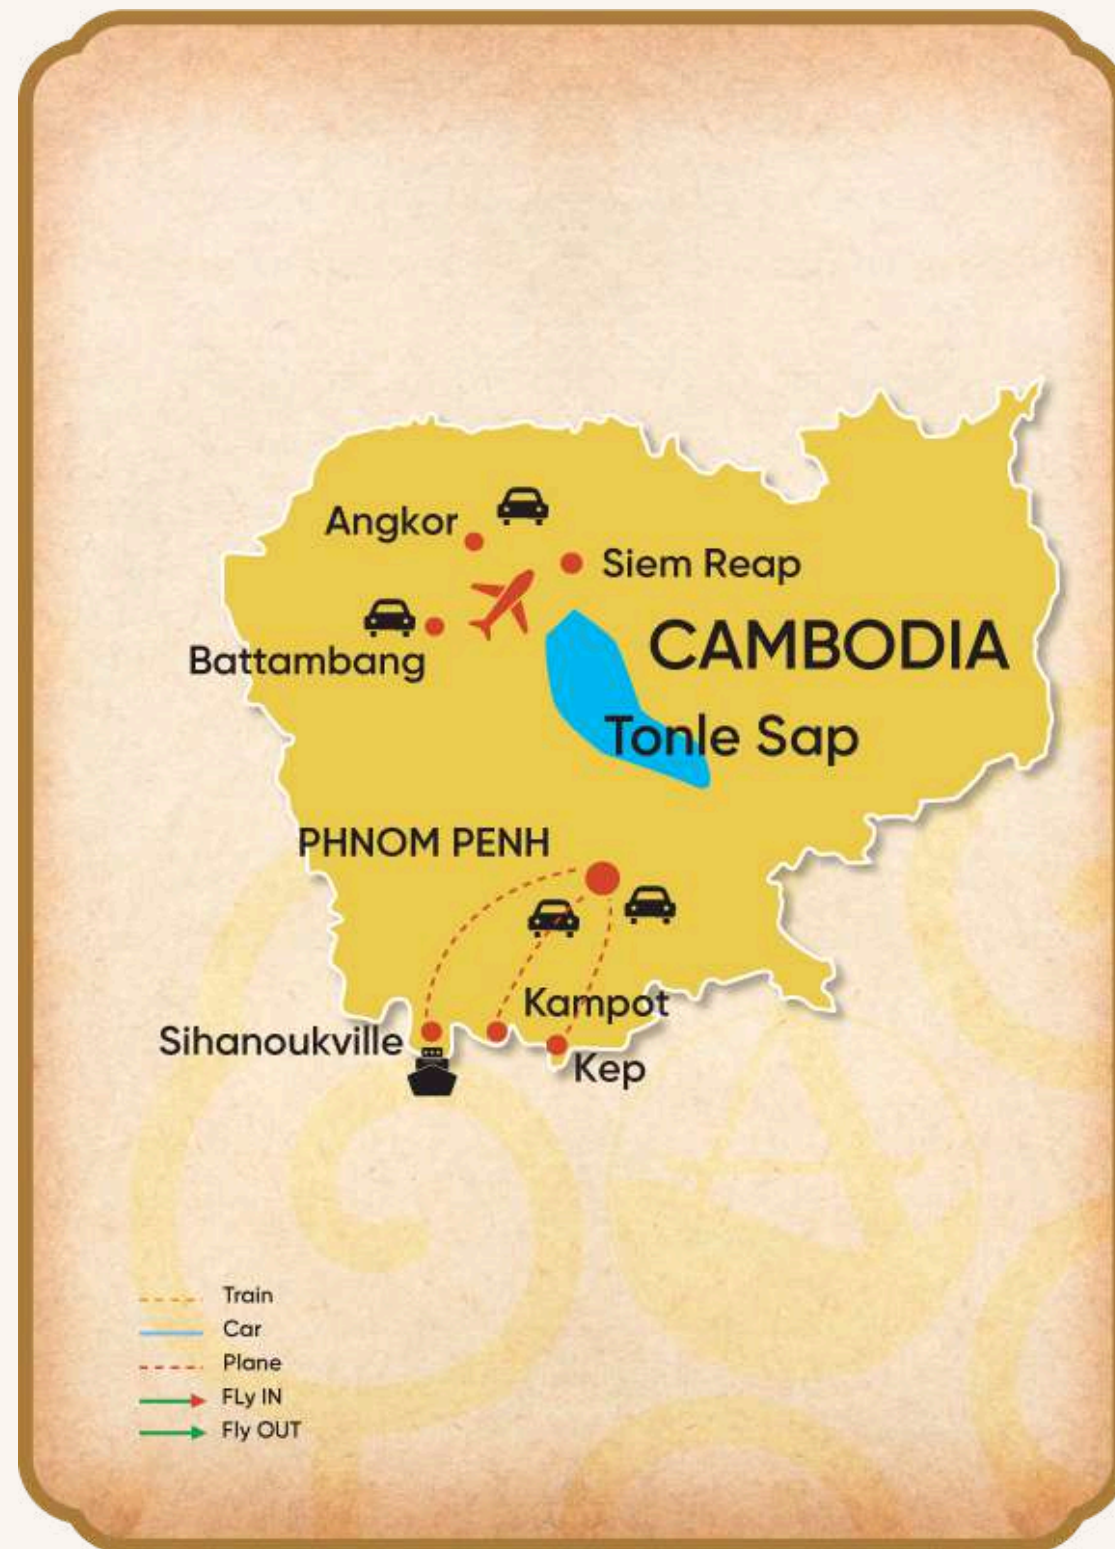 Angkor
Siem Reap
CAMBODIA
Battambang
Tonle Sap
PHNOM PENH
Kampot
Sihanoukville
Kep
Train
Car
Plane
FLy IN
Fly OUT